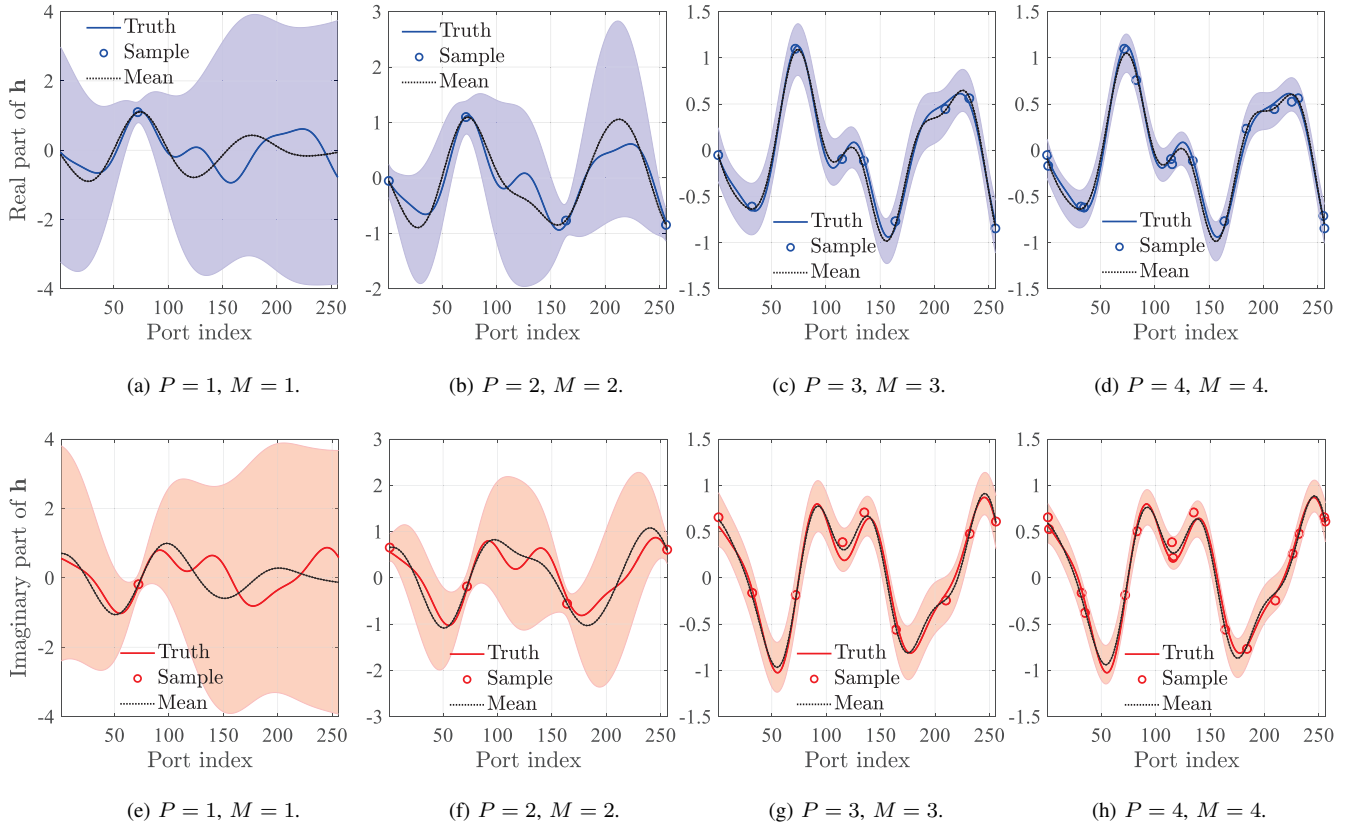 Real part of h
4
2
0
-2
-4
50 100 150 200 250
Port index
Truth
Sample
Mean
(a) P = 1, M = 1.
3
2
1
0
-1
-2
50 100 150 200 250
Port index
Truth
Sample
Mean
(b) P = 2, M = 2.
1.5
1
0.5
0
-0.5
-1
-1.5
50 100 150 200 250
Port index
Truth
Sample
Mean
(c) P = 3, M = 3.
1.5
1
0.5
0
-0.5
-1
-1.5
50 100 150 200 250
Port index
Truth
Sample
Mean
(d) P = 4, M = 4.
Imaginary part of h
4
2
0
-2
-4
50 100 150 200 250
Port index
Truth
Sample
Mean
(e) P = 1, M = 1.
3
2
1
0
-1
-2
-3
50 100 150 200 250
Port index
Truth
Sample
Mean
(f) P = 2, M = 2.
1.5
1
0.5
0
-0.5
-1
-1.5
50 100 150 200 250
Port index
Truth
Sample
Mean
(g) P = 3, M = 3.
1.5
1
0.5
0
-0.5
-1
-1.5
50 100 150 200 250
Port index
Truth
Sample
Mean
(h) P = 4, M = 4.